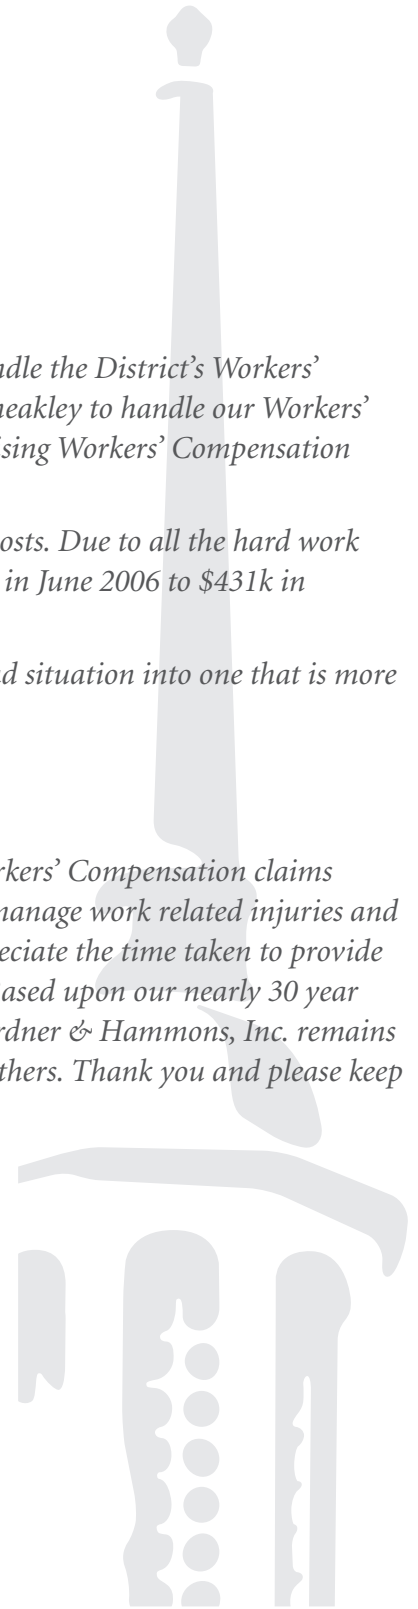 ndle the District’s Workers’
heakley to handle our Workers’
ising Workers’ Compensation
osts. Due to all the hard work
in June 2006 to $431k in
d situation into one that is more
rkers’ Compensation claims
manage work related injuries and
eciate the time taken to provide
ased upon our nearly 30 year
rdner & Hammons, Inc. remains
thers. Thank you and please keep